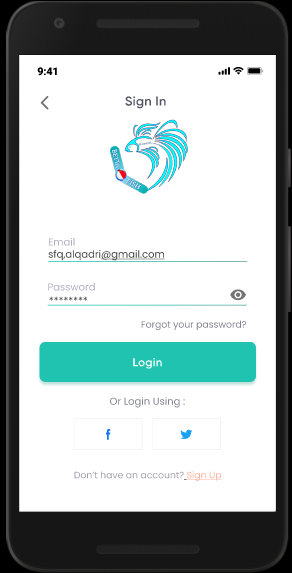 9:41
Sign In
Email
sfq,alqadri@gmail.com
Password
********
Forgot your password?
Login
Or Login Using :
f
Don't have an account? Sign Up